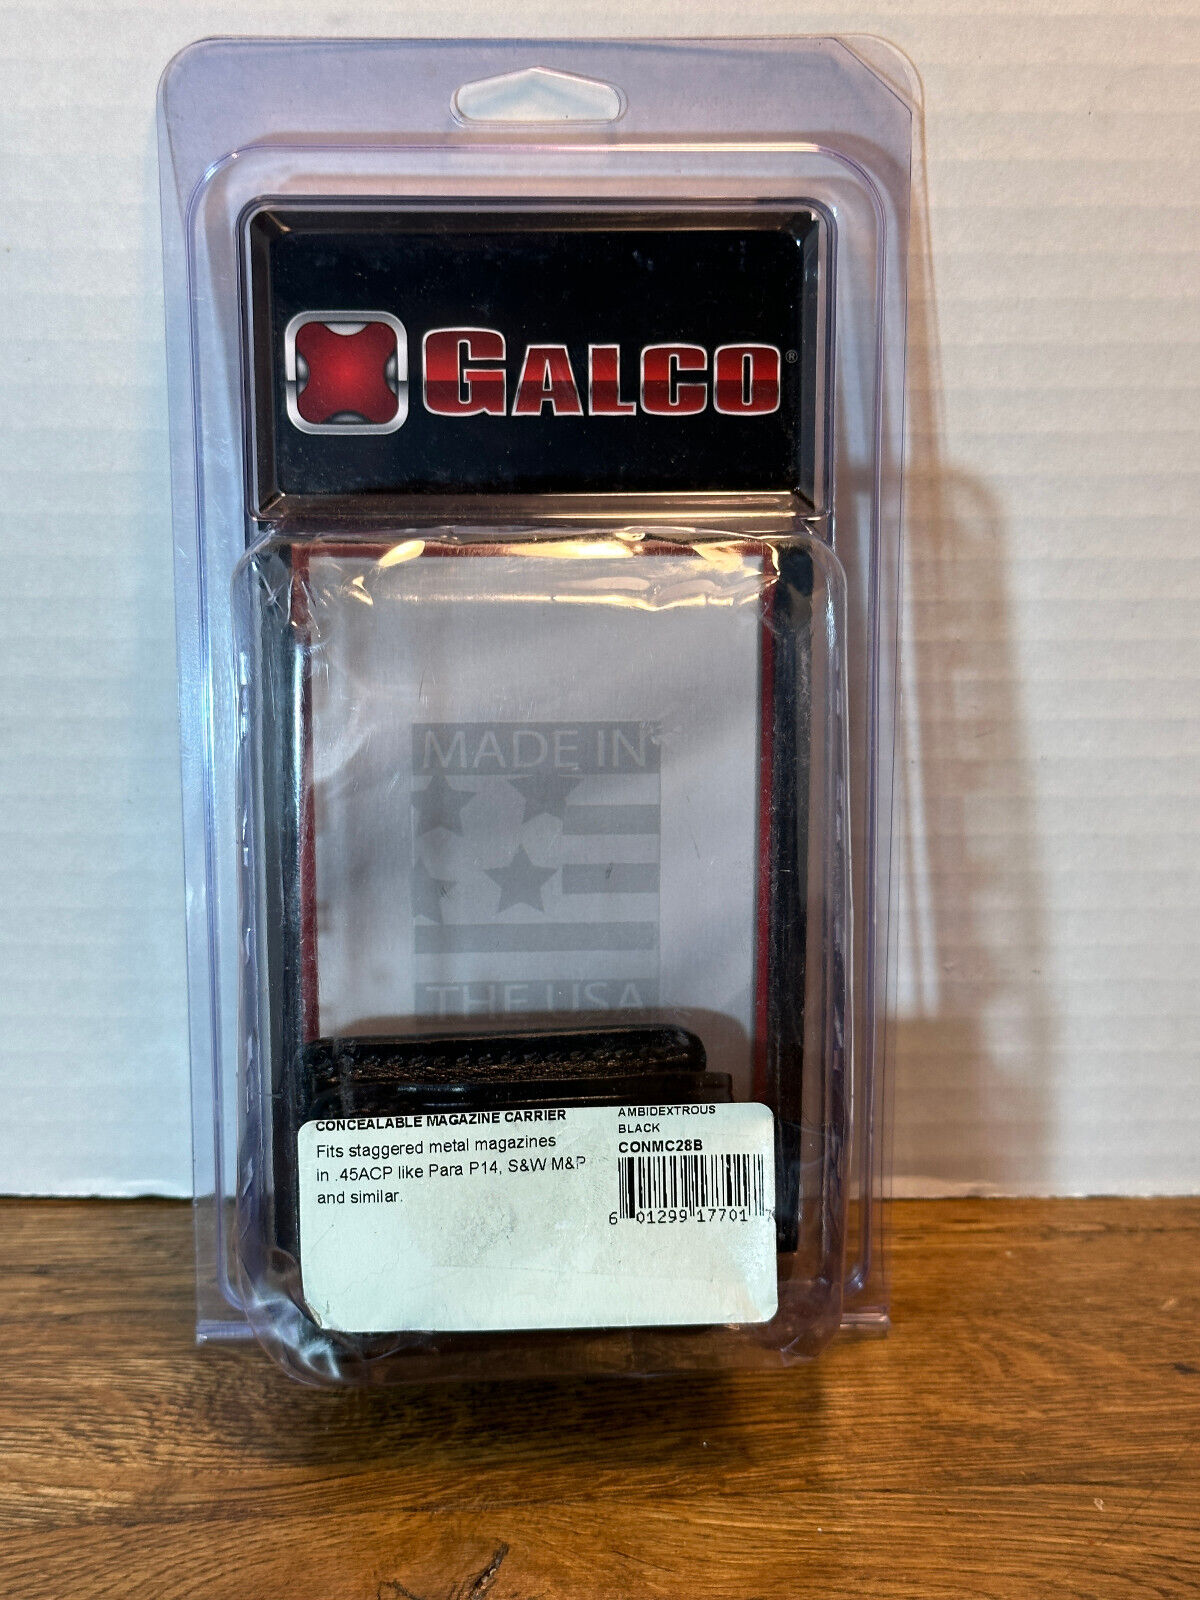 GALCO®
MADE IN
THE USA
CONCEALABLE MAGAZINE CARRIER
Fits staggered metal magazines
in .45ACP like Para P14, S&W M&P
and similar.
AMBIDEXTROUS
BLACK
CONMC28B
6 01299 17701 7